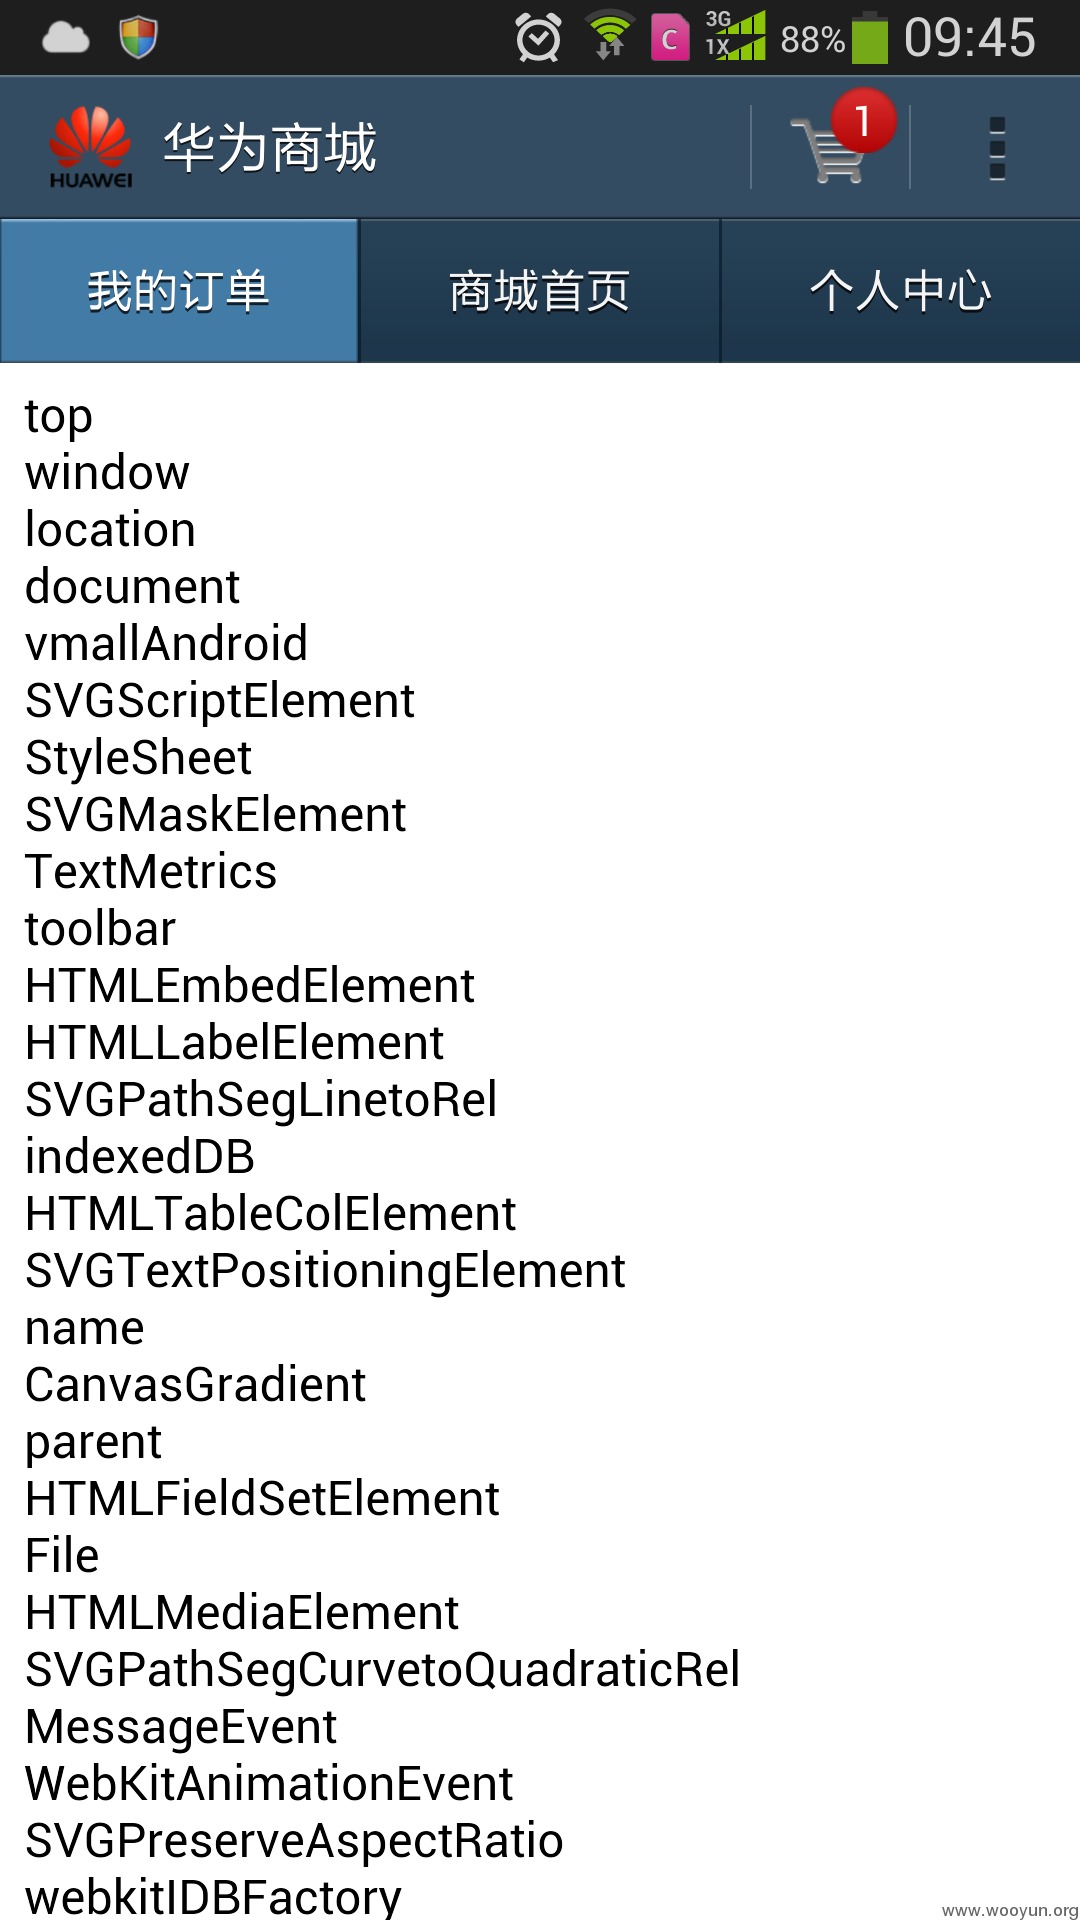 3G
1X
88%
09:45
C
HUAWEI
华为商城
1
我的订单
商城首页
个人中心
top
window
location
document
vmallAndroid
SVGScriptElement
StyleSheet
SVGMaskElement
TextMetrics
toolbar
HTMLEmbedElement
HTMLLabelElement
SVGPathSegLinetoRel
indexedDB
HTMLTableColElement
SVGTextPositioningElement
name
CanvasGradient
parent
HTMLFieldSetElement
File
HTMLMediaElement
SVGPathSegCurvetoQuadraticRel
MessageEvent
WebKitAnimationEvent
SVGPreserveAspectRatio
webkitIDBFactory
www.wooyun.org